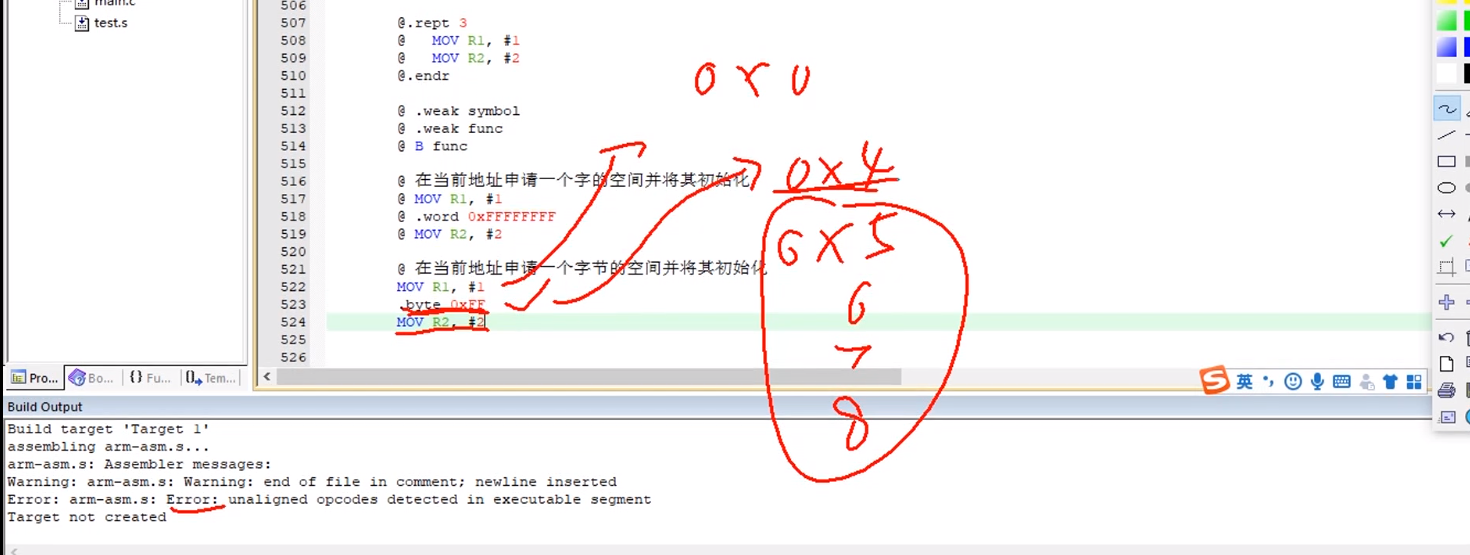 main.c
test.s
506
507 @.rept 3
508 @ MOV R1, #1
509 @ MOV R2, #2
510 @.endr
511
512 @ .weak symbol
513 @ .weak func
514 @ B func
515
516 @ 在当前地址申请一个字的空间并将其初始化
517 @ MOV R1, #1
518 @ .word 0xFFFFFFFF
519 @ MOV R2, #2
520
521 @ 在当前地址申请一个字节的空间并将其初始化
522 MOV R1, #1
523 .byte 0xFF
524 MOV R2, #2
525
526
0x0
0x4
0x5
6
7
8
Pro... Bo... {} Fu... Tem...
英
Build Output
Build target 'Target 1'
assembling arm-asm.s...
arm-asm.s: Assembler messages:
Warning: arm-asm.s: Warning: end of file in comment; newline inserted
Error: arm-asm.s: Error: unaligned opcodes detected in executable segment
Target not created